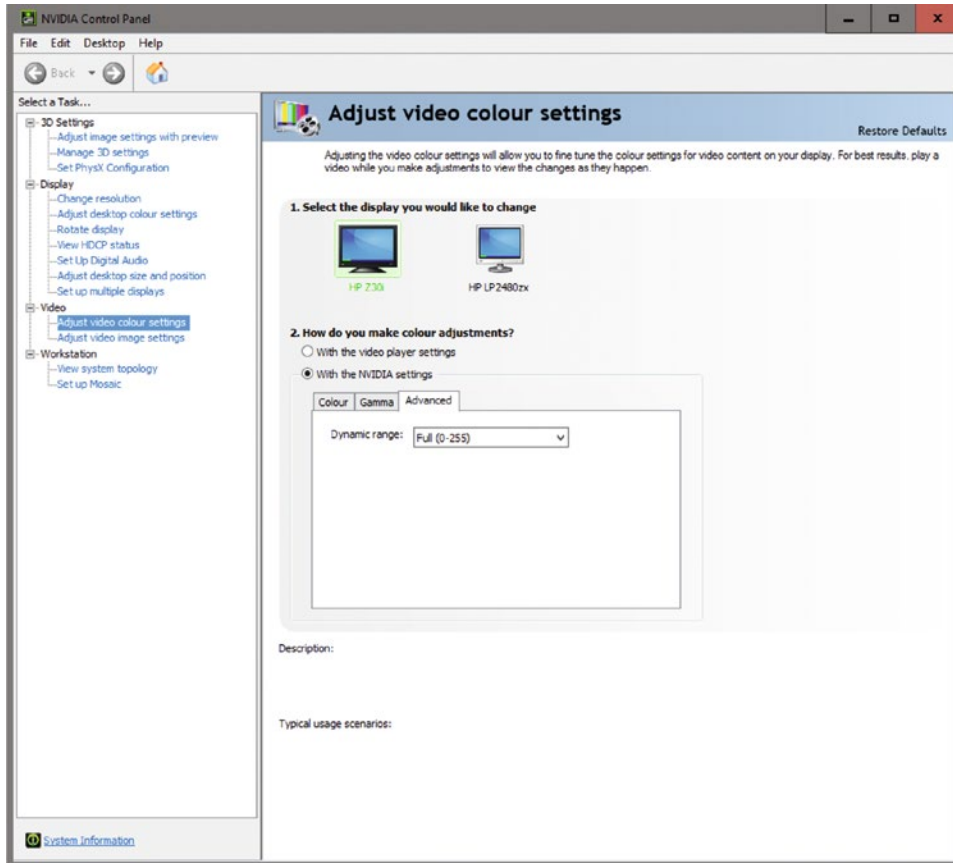 NVIDIA Control Panel
File Edit Desktop Help
Back
Select a Task...
3D Settings
Adjust image settings with preview
Manage 3D settings
Set PhysX Configuration
Display
Change resolution
Adjust desktop colour settings
Rotate display
View HDCP status
Set Up Digital Audio
Adjust desktop size and position
Set up multiple displays
Video
Adjust video colour settings
Adjust video image settings
Workstation
View system topology
Set up Mosaic
System Information
Adjust video colour settings
Restore Defaults
Adjusting the video colour settings will allow you to fine tune the colour settings for video content on your display. For best results, play a
video while you make adjustments to view the changes as they happen.
1. Select the display you would like to change
HP Z30i
HP LP2480zx
2. How do you make colour adjustments?
With the video player settings
With the NVIDIA settings
Colour Gamma Advanced
Dynamic range: Full (0-255)
Description:
Typical usage scenarios: